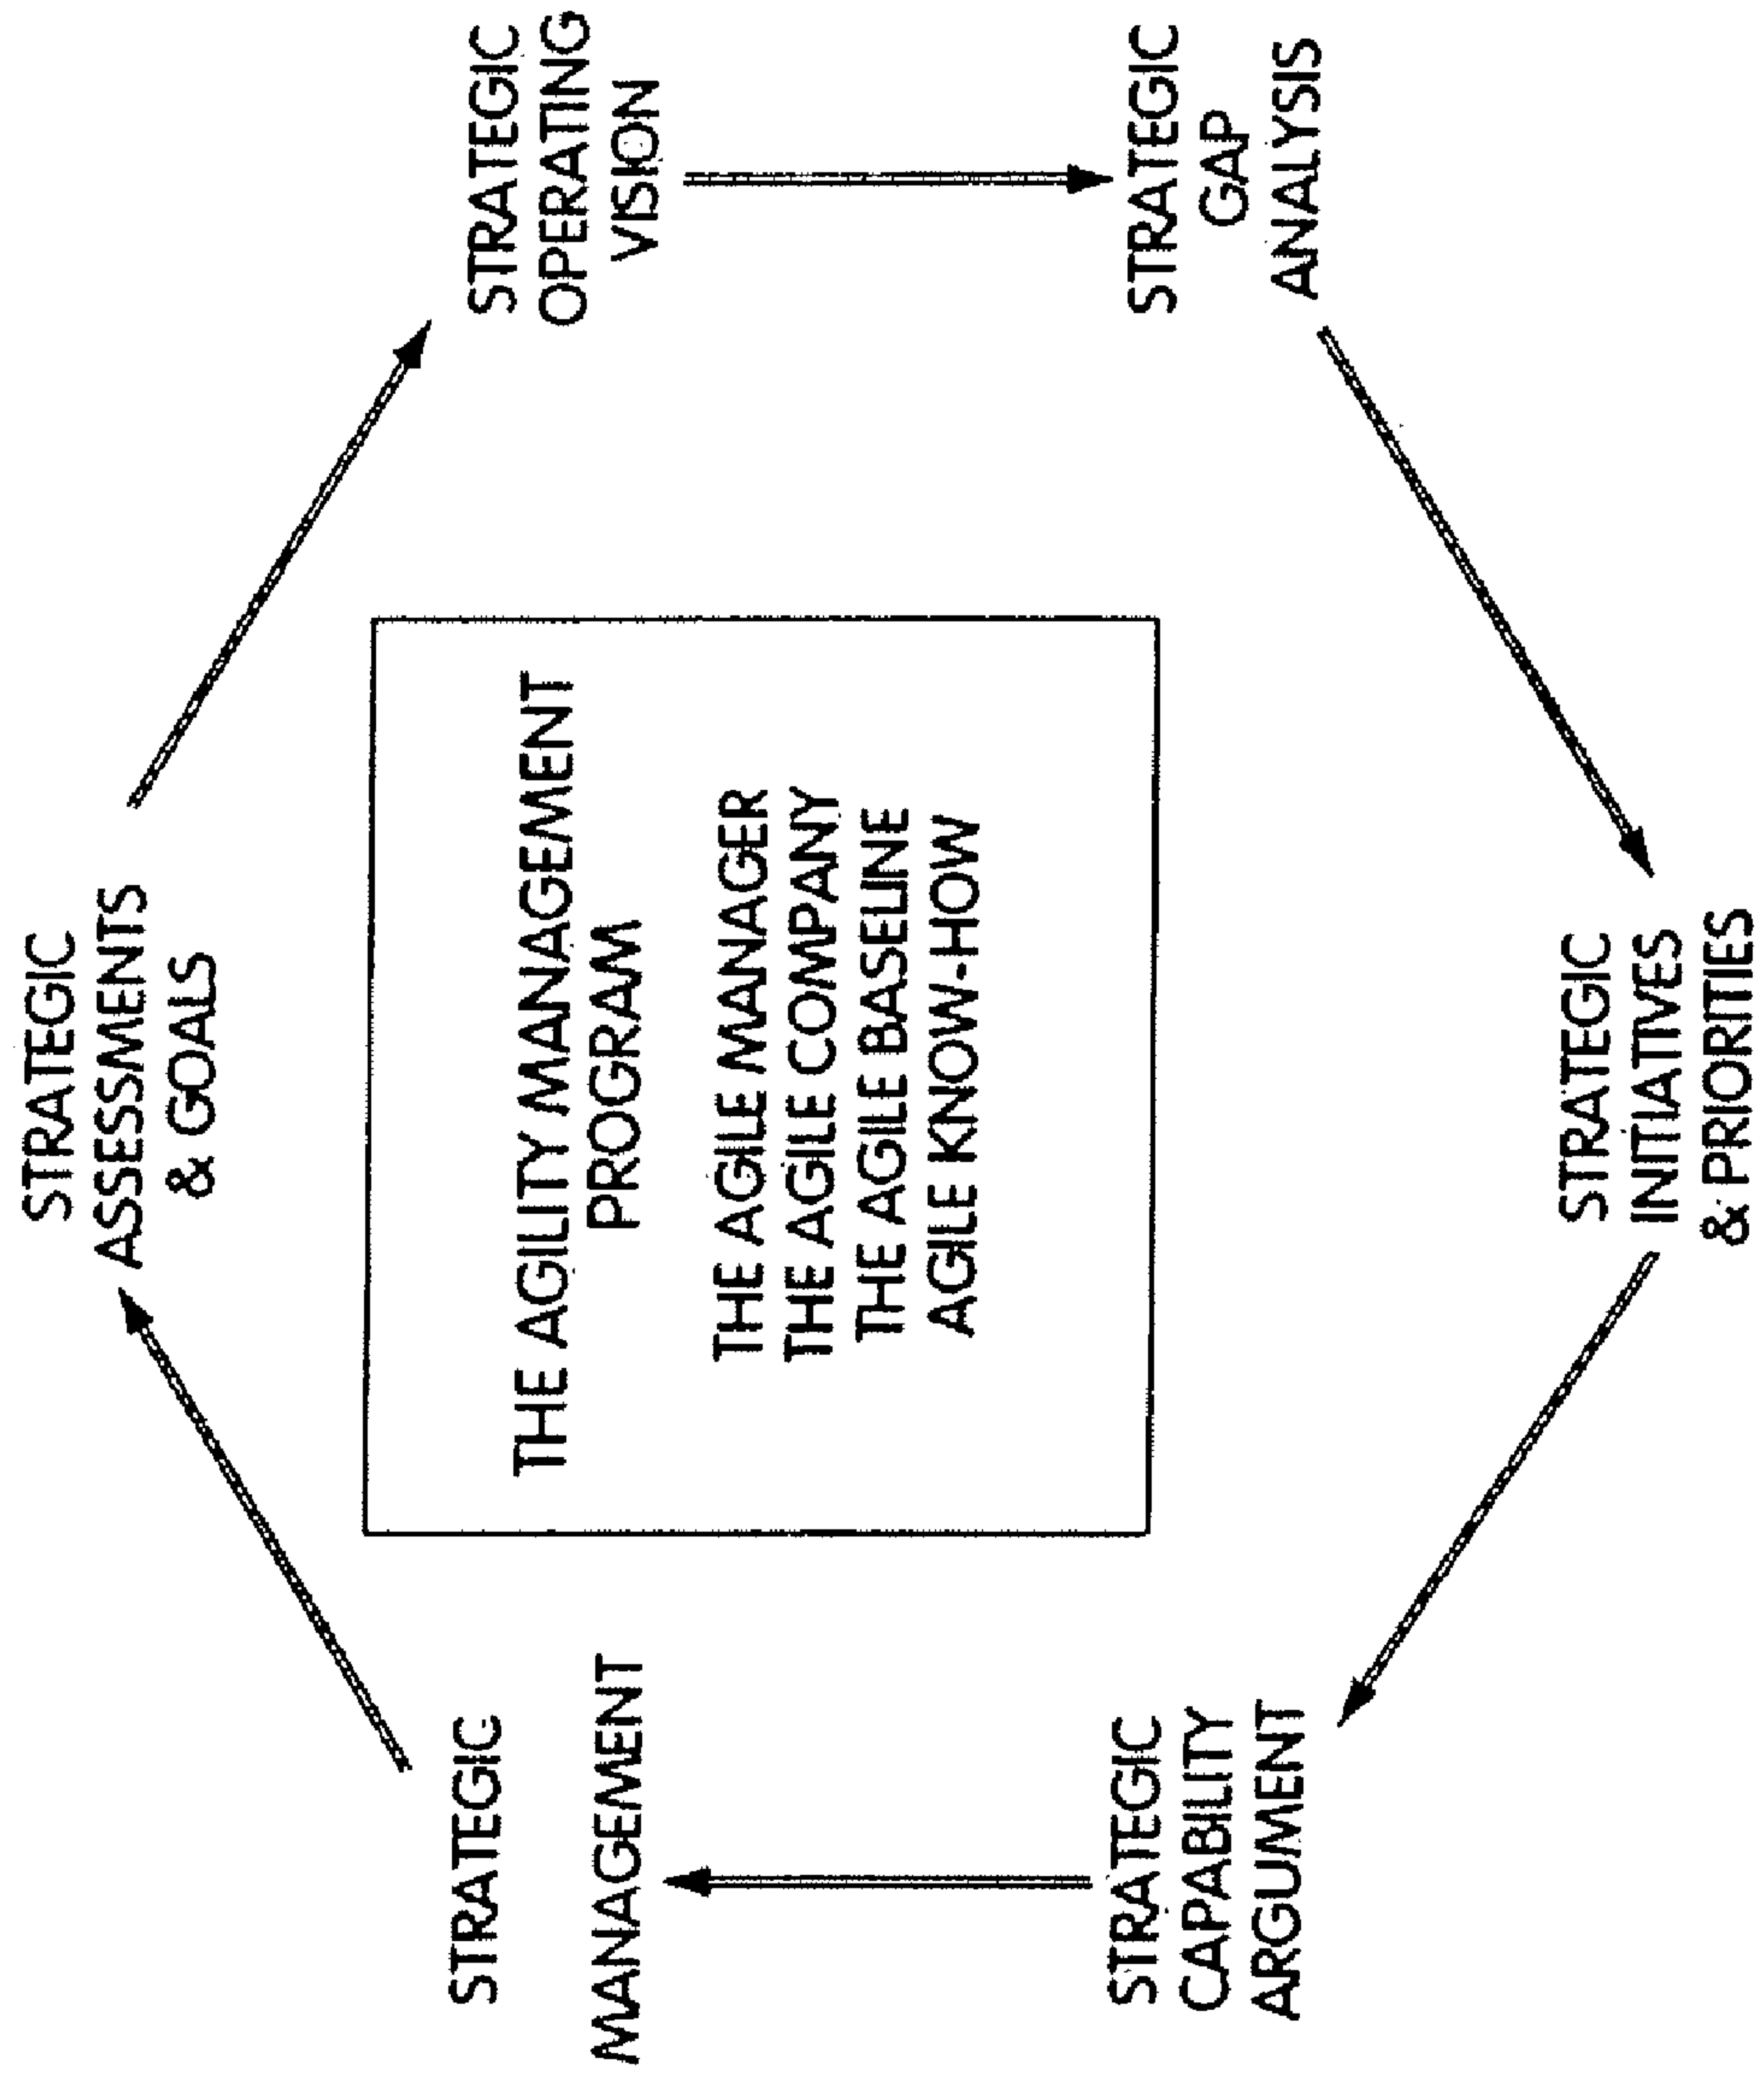 STRATEGIC
ASSESSMENTS
& GOALS
STRATEGIC
OPERATING
VISION
STRATEGIC
GAP
ANALYSIS
STRATEGIC
INITIATIVES
& PRIORITIES
STRATEGIC
CAPABILITY
ARGUMENT
STRATEGIC
MANAGEMENT
THE AGILITY MANAGEMENT
PROGRAM
THE AGILE MANAGER
THE AGILE COMPANY
THE AGILE BASELINE
AGILE KNOW-HOW